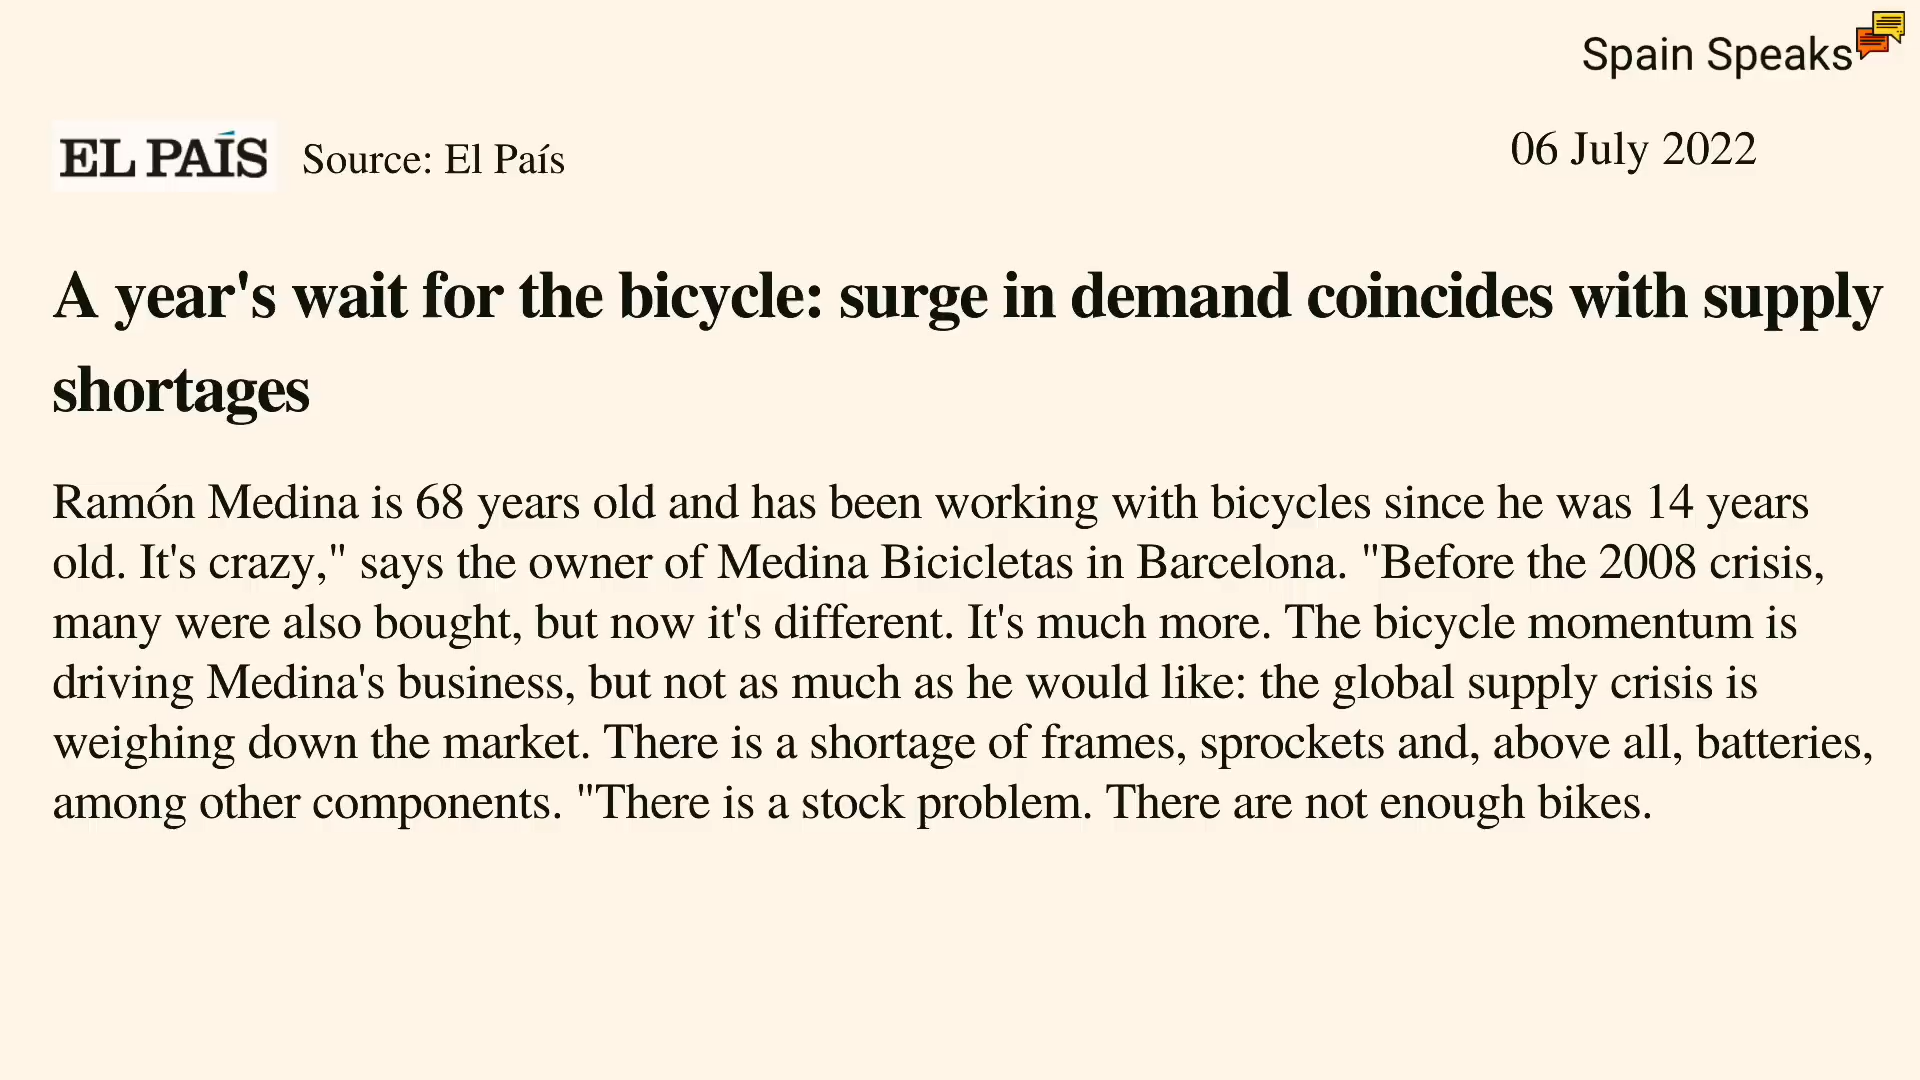 Spain Speaks
EL PAÍS
Source: El País
06 July 2022
A year's wait for the bicycle: surge in demand coincides with supply
shortages
Ramón Medina is 68 years old and has been working with bicycles since he was 14 years
old. It's crazy," says the owner of Medina Bicicletas in Barcelona. "Before the 2008 crisis,
many were also bought, but now it's different. It's much more. The bicycle momentum is
driving Medina's business, but not as much as he would like: the global supply crisis is
weighing down the market. There is a shortage of frames, sprockets and, above all, batteries,
among other components. "There is a stock problem. There are not enough bikes.